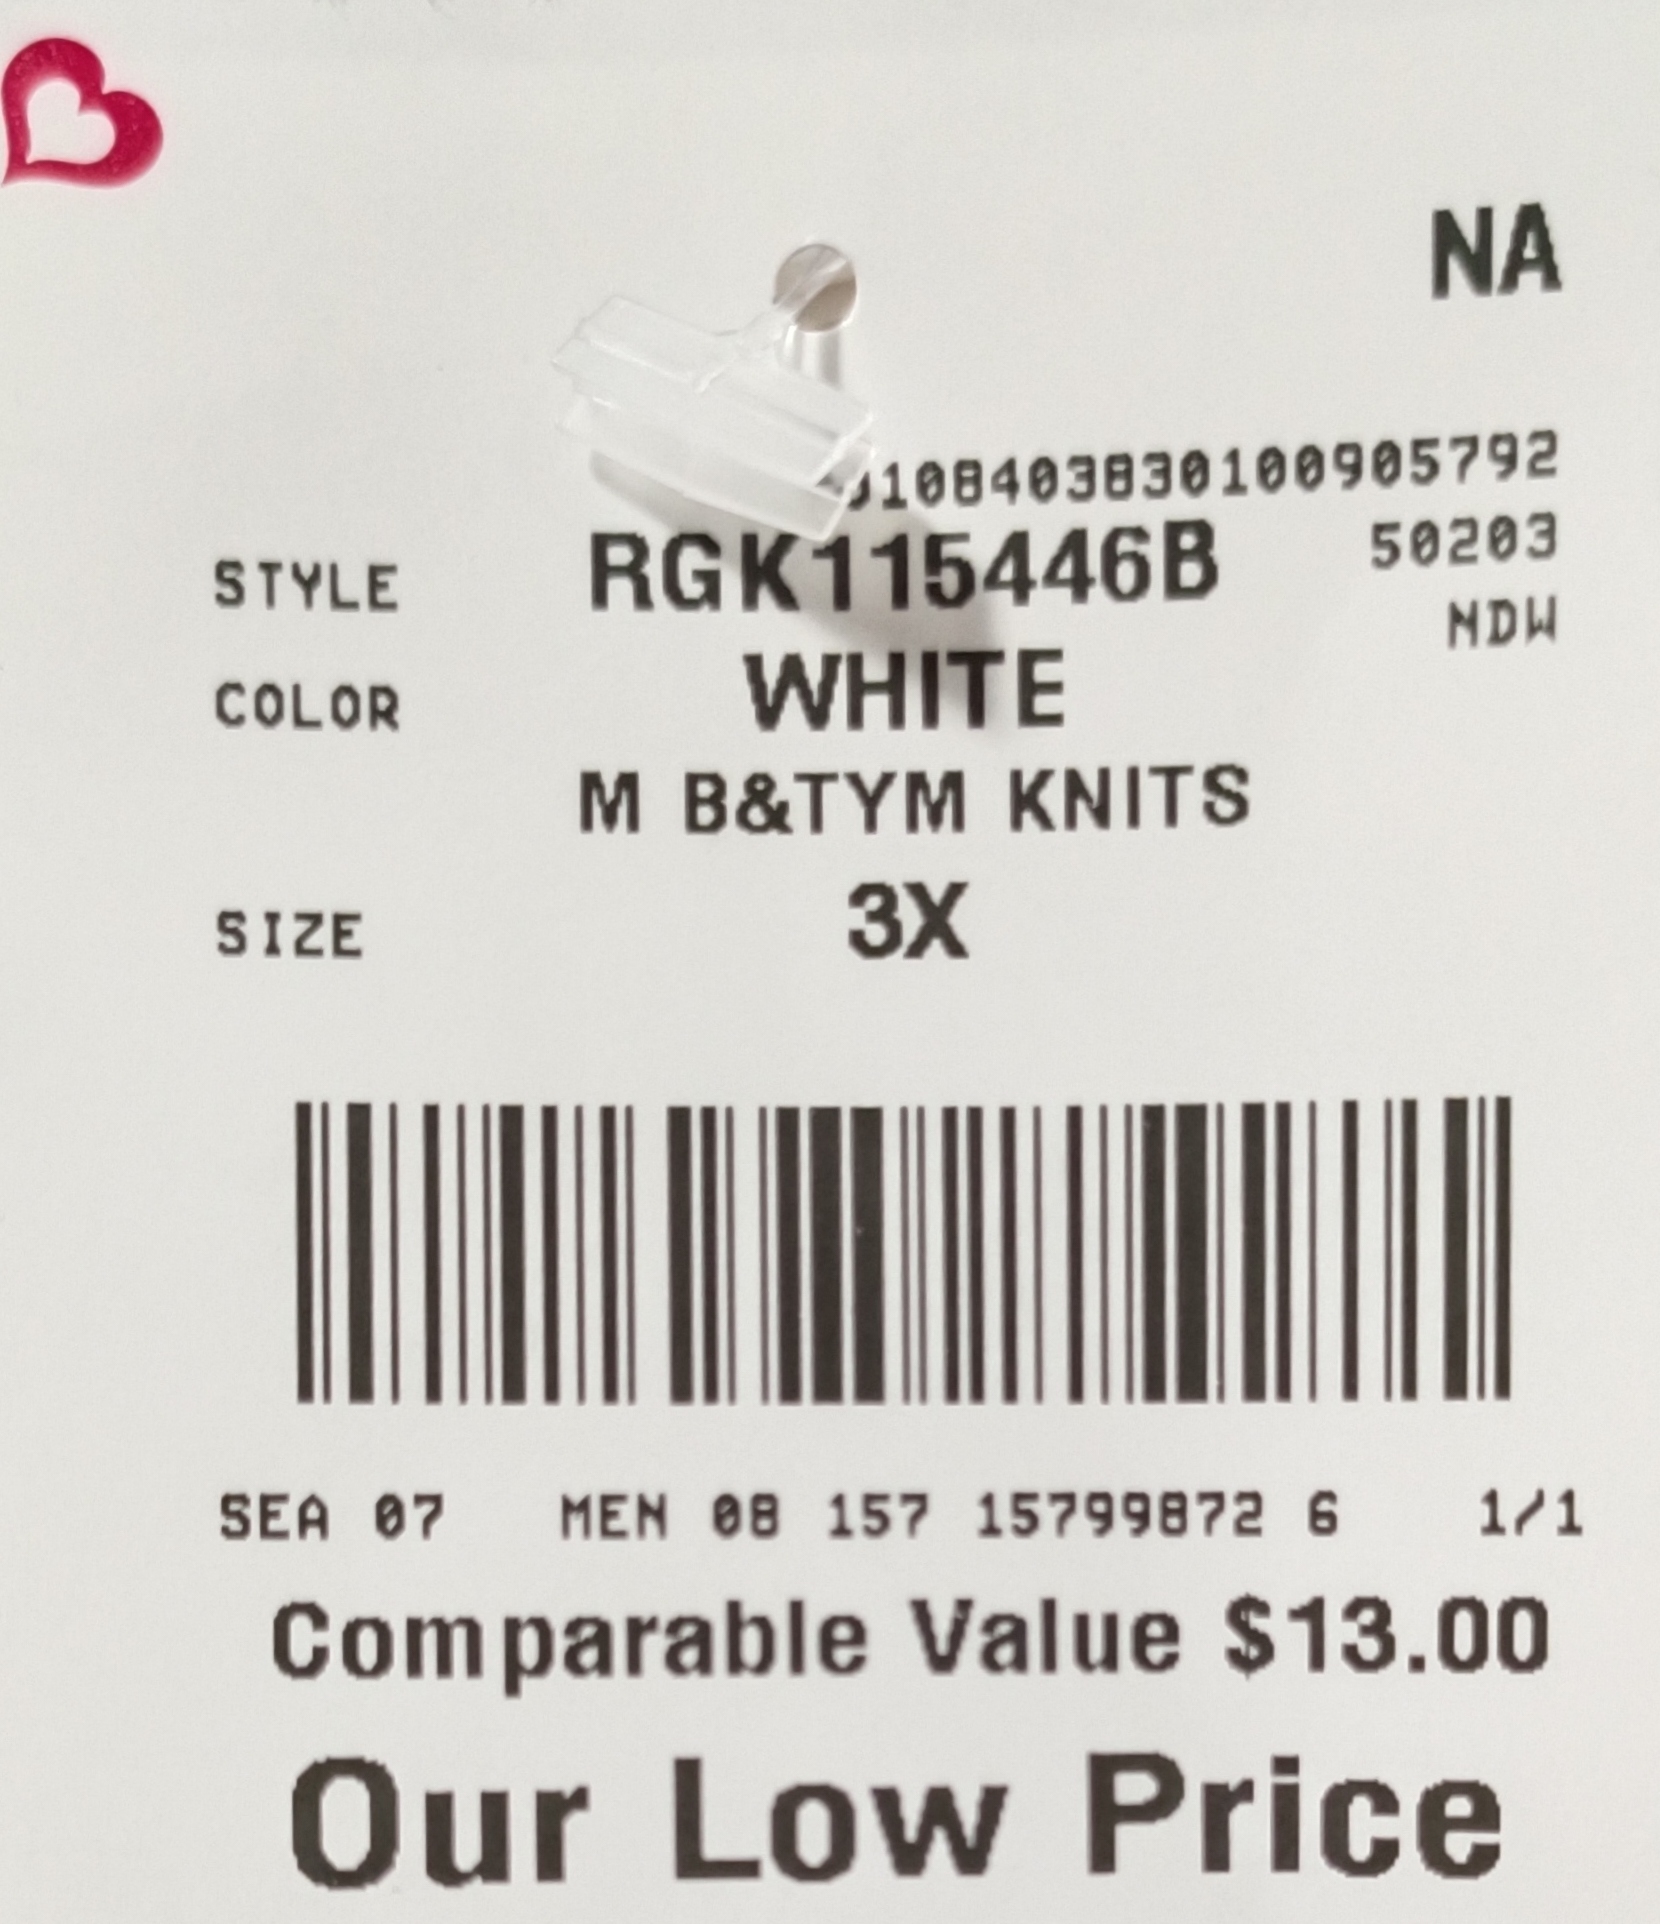 NA
10840383010090579​2
STYLE RGK115446B 50203
NDW
COLOR WHITE
M B&TYM KNITS
SIZE 3X
SEA 07 MEN 08 157 15799872 6 1/1
Comparable Value $13.00
Our Low Price